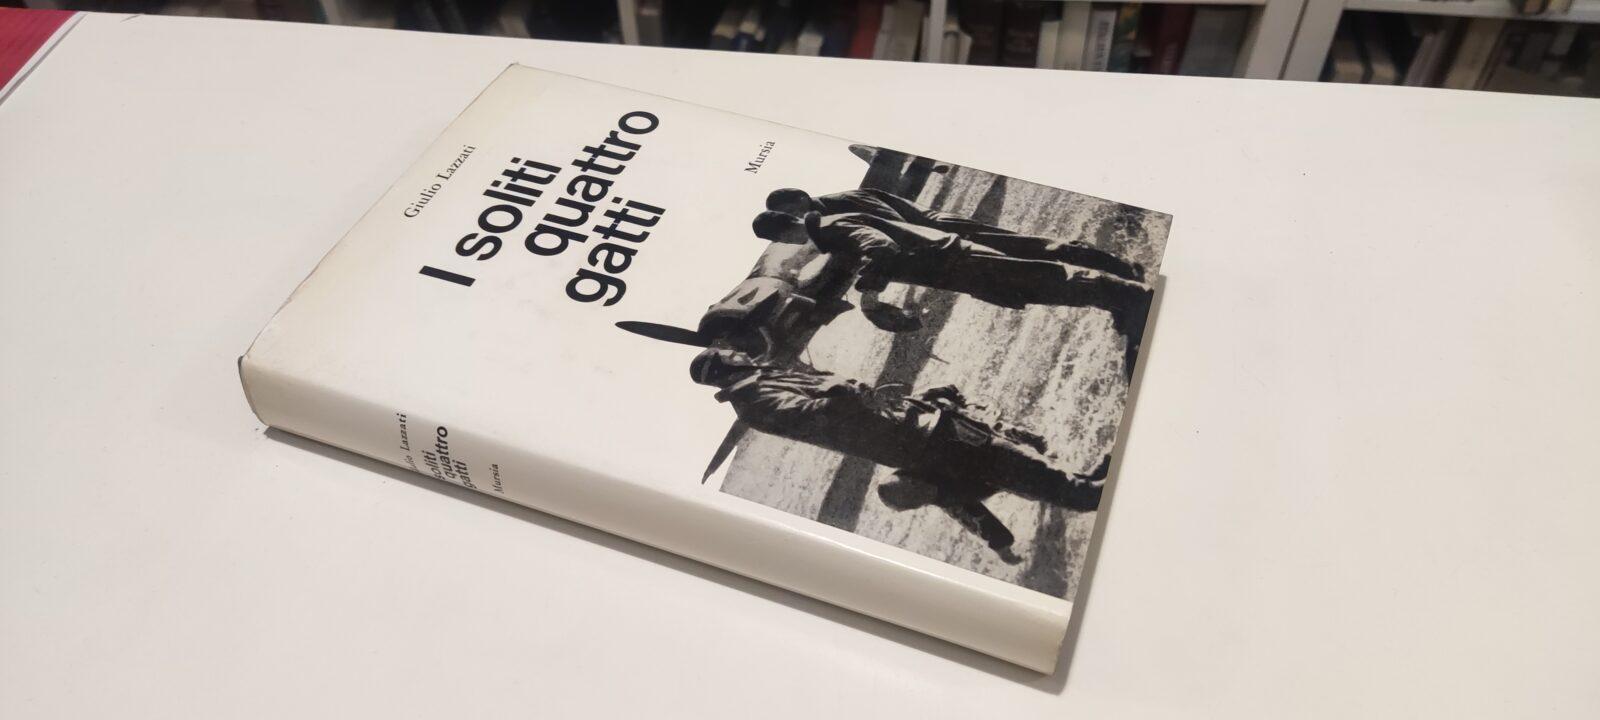 Giulio Lazzati
I soliti
quattro
gatti
Mursia
Lazzati
soliti
quattro
gatti
Mursia